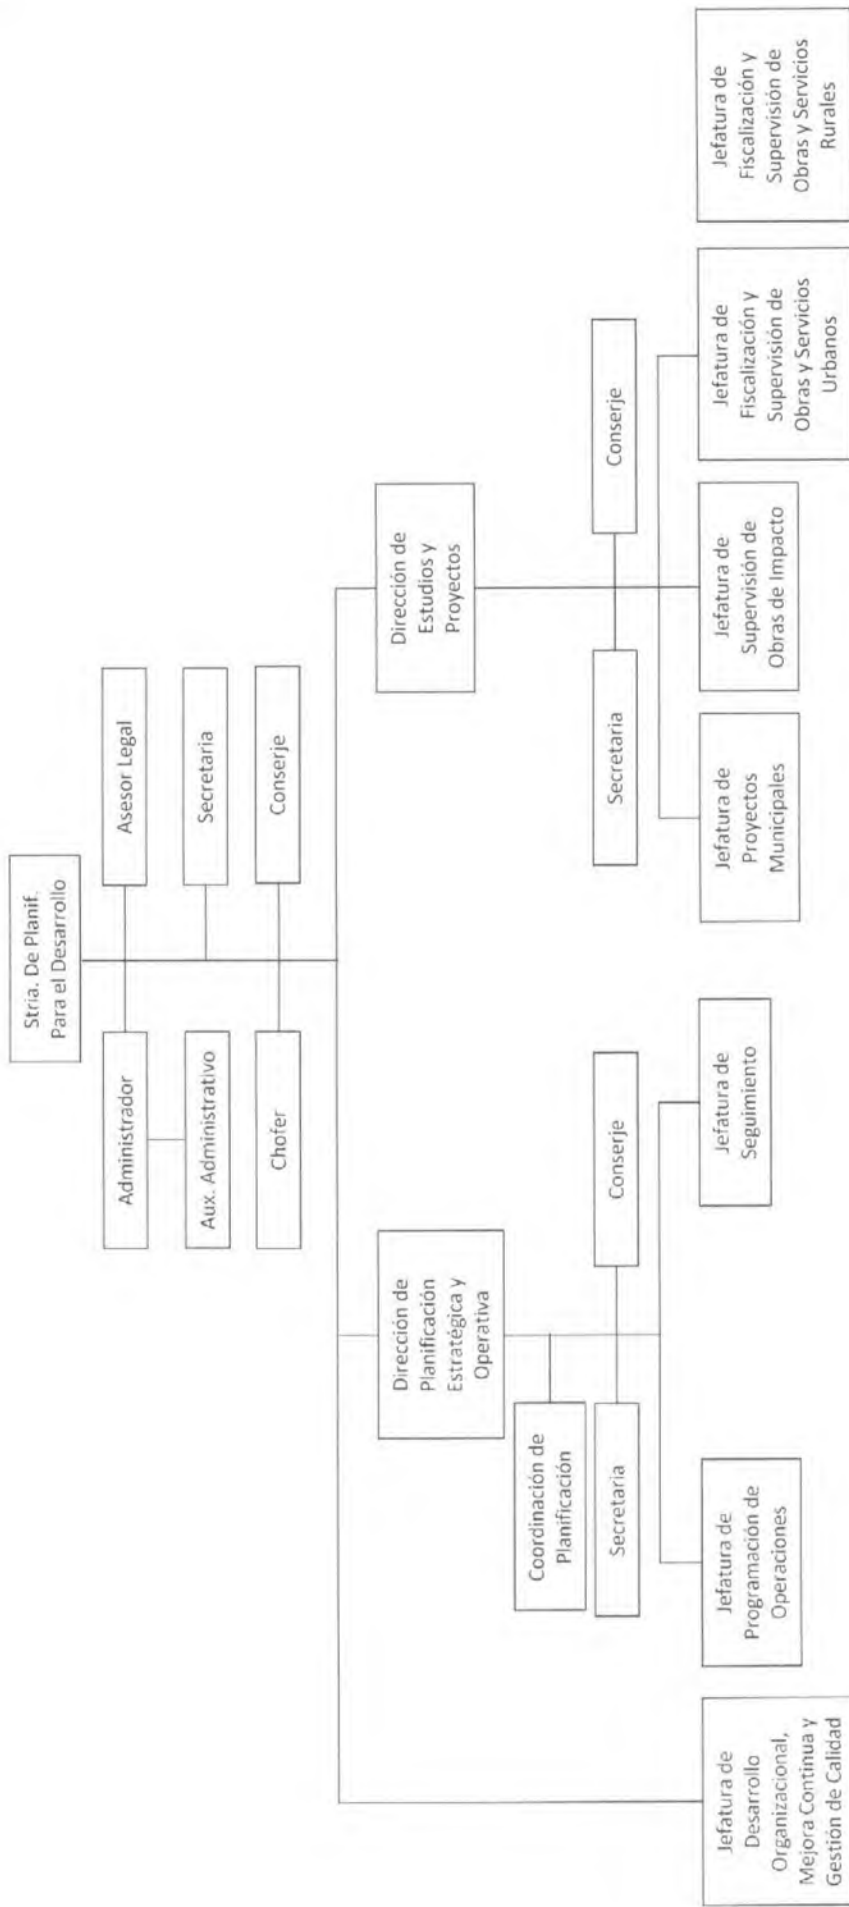 Stria. De Planif.
Para el Desarrollo
Administrador
Asesor Legal
Aux. Administrativo
Secretaria
Chofer
Conserje
Dirección de
Planificación
Estratégica y
Operativa
Dirección de
Estudios y
Proyectos
Coordinación de
Planificación
Secretaria
Conserje
Secretaria
Conserje
Jefatura de
Desarrollo
Organizacional,
Mejora Continua y
Gestión de Calidad
Jefatura de
Programación de
Operaciones
Jefatura de
Seguimiento
Jefatura de
Proyectos
Municipales
Jefatura de
Supervisión de
Obras de Impacto
Jefatura de
Fiscalización y
Supervisión de
Obras y Servicios
Urbanos
Jefatura de
Fiscalización y
Supervisión de
Obras y Servicios
Rurales